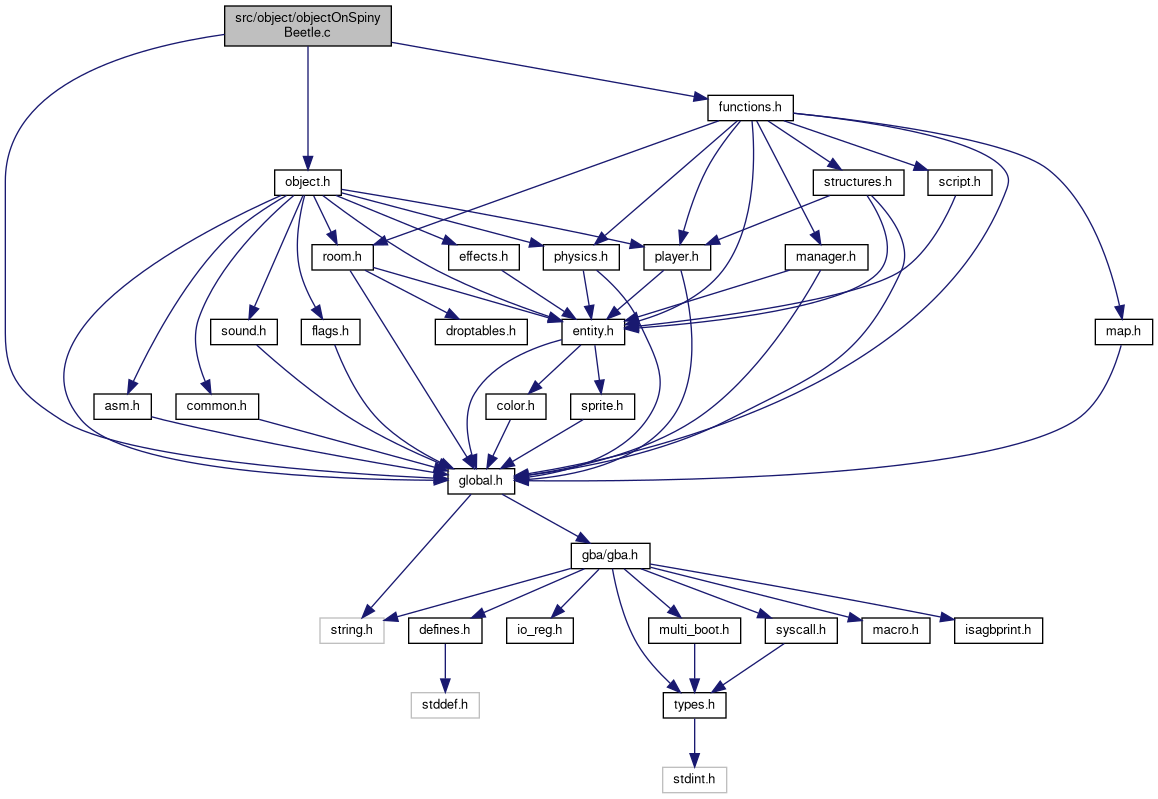 src/object/objectOnSpiny
Beetle.c
functions.h
object.h
structures.h
script.h
room.h
effects.h
physics.h
player.h
manager.h
sound.h
flags.h
droptables.h
entity.h
map.h
asm.h
common.h
color.h
sprite.h
global.h
gba/gba.h
string.h
defines.h
io_reg.h
multi_boot.h
syscall.h
macro.h
isagbprint.h
stddef.h
types.h
stdint.h